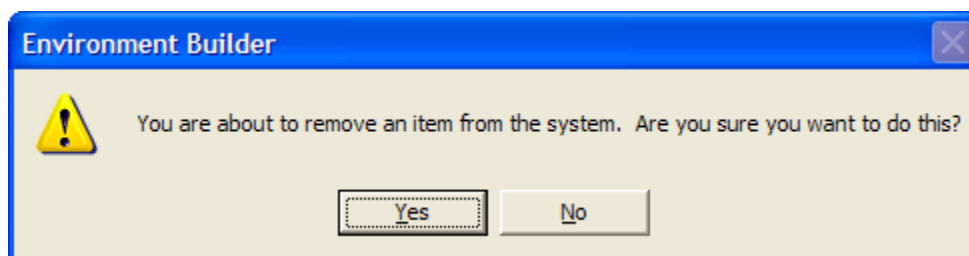 Environment Builder
You are about to remove an item from the system.  Are you sure you want to do this?
Yes
No